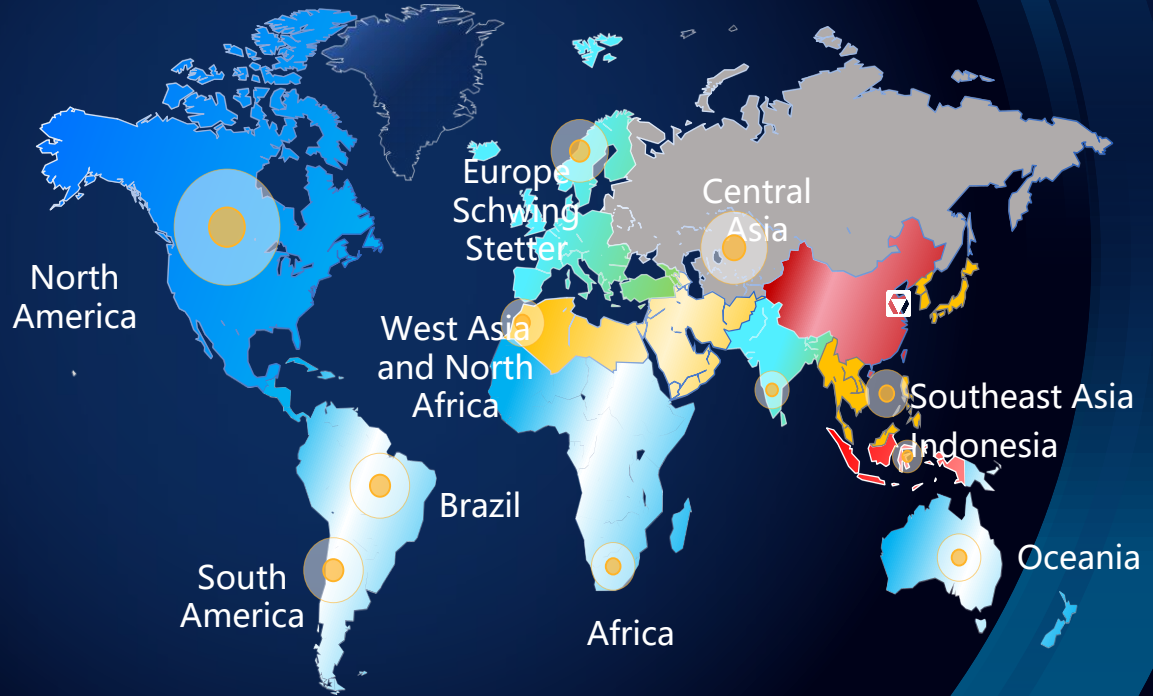 Europe
Schwing
Stetter
Central
Asia
North
America
West Asia
and North
Africa
Southeast Asia
Indonesia
Brazil
South
America
Oceania
Africa